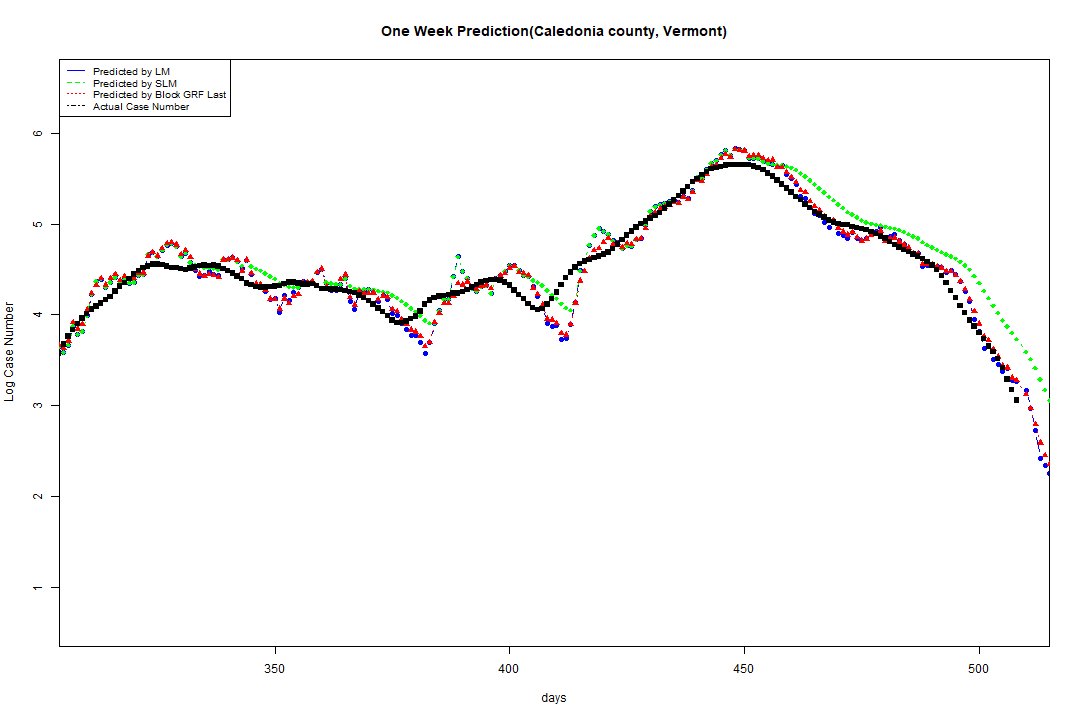 One Week Prediction(Caledonia county, Vermont)
Predicted by LM
Predicted by SLM
Predicted by Block GRF Last
Actual Case Number
6
5
4
3
2
1
Log Case Number
350 400 450 500
days